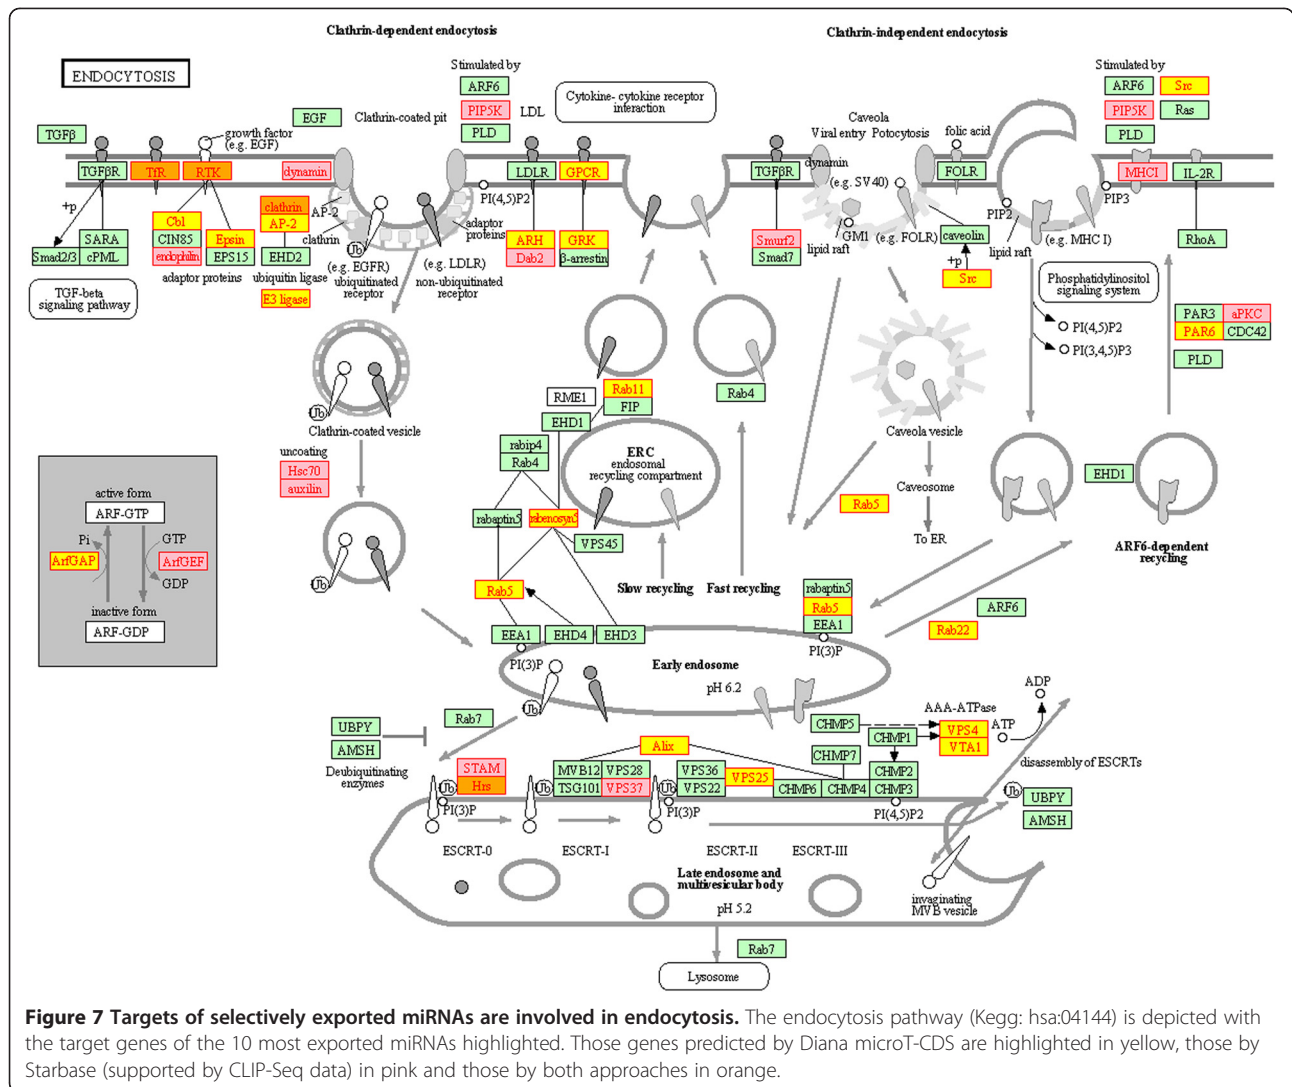 Clathrin-dependent endocytosis
Clathrin-independent endocytosis
ENDOCYTOSIS
Stimulated by
ARF6
PIP5K
PLD
LDL
Cytokine- cytokine receptor
interaction
Stimulated by
ARF6
Src
PIP5K
Ras
PLD
TGFβ
growth factor
(e.g. EGF)
EGF
Clathrin-coated pit
Caveola
Viral entry Potocytosis
folic acid
TGFβR
TfR
RTK
dynamin
LDLR
GPCR
TGFβR
dynamin
(e.g. SV40)
FOLR
MHCI
IL-2R
+p
Cbl
CIN85
endophilin
Epsin
EPS15
adaptor proteins
clathrin
AP-2
EHD2
ubiquitin ligase
E3 ligase
AP-2
clathrin
Ub
(e.g. EGFR)
ubiquitinated
receptor
adaptor
proteins
(e.g. LDLR)
non-ubuitinated
receptor
PI(4,5)P2
ARH
Dab2
GRK
β-arrestin
Smurf2
Smad7
lipid raft
GM1
(e.g. FOLR)
caveolin
+p
Src
PIP2
lipid raft
(e.g. MHC I)
PIP3
RhoA
SARA
Smad2/3
cPML
TGF-beta
signaling pathway
Phosphatidylinositol
signaling system
PI(4,5)P2
PI(3,4,5)P3
PAR3
aPKC
PAR6
CDC42
PLD
Ub
Clathrin-coated vesicle
uncoating
Hsc70
auxilin
Ub
RME1
Rab11
FIP
EHD1
Rab4
rabip4
Rab4
ERC
endosomal
recycling compartment
rabaptin5
rabenosyn5
VPS45
Caveola vesicle
Rab5
Caveosome
To ER
EHD1
ARF6-dependent
recycling
active form
ARF-GTP
Pi
GTP
ArfGAP
ArfGEF
GDP
inactive form
ARF-GDP
Rab5
Slow recycling
Fast recycling
rabaptin5
Rab5
EEA1
PI(3)P
ARF6
Rab22
EEA1
EHD4
EHD3
PI(3)P
Early endosome
pH 6.2
Ub
Rab7
UBPY
AMSH
Deubiquitinating
enzymes
ADP
AAA-ATPase
ATP
CHMP5
CHMP1
VPS4
VTA1
Alix
CHMP7
CHMP2
disassembly of ESCRTs
STAM
Hrs
MVB12
VPS28
TSG101
VPS37
VPS36
VPS22
VPS25
CHMP6
CHMP4
CHMP3
Ub
Ub
Ub
Ub
UBPY
AMSH
PI(3)P
PI(3)P
PI(4,5)P2
ESCRT-0
ESCRT-I
ESCRT-II
ESCRT-III
Late endosome and
multivesicular body
pH 5.2
invaginating
MVB vesicle
Rab7
Lysosome
Figure 7 Targets of selectively exported miRNAs are involved in endocytosis. The endocytosis pathway (Kegg: hsa:04144) is depicted with
the target genes of the 10 most exported miRNAs highlighted. Those genes predicted by Diana microT-CDS are highlighted in yellow, those by
Starbase (supported by CLIP-Seq data) in pink and those by both approaches in orange.